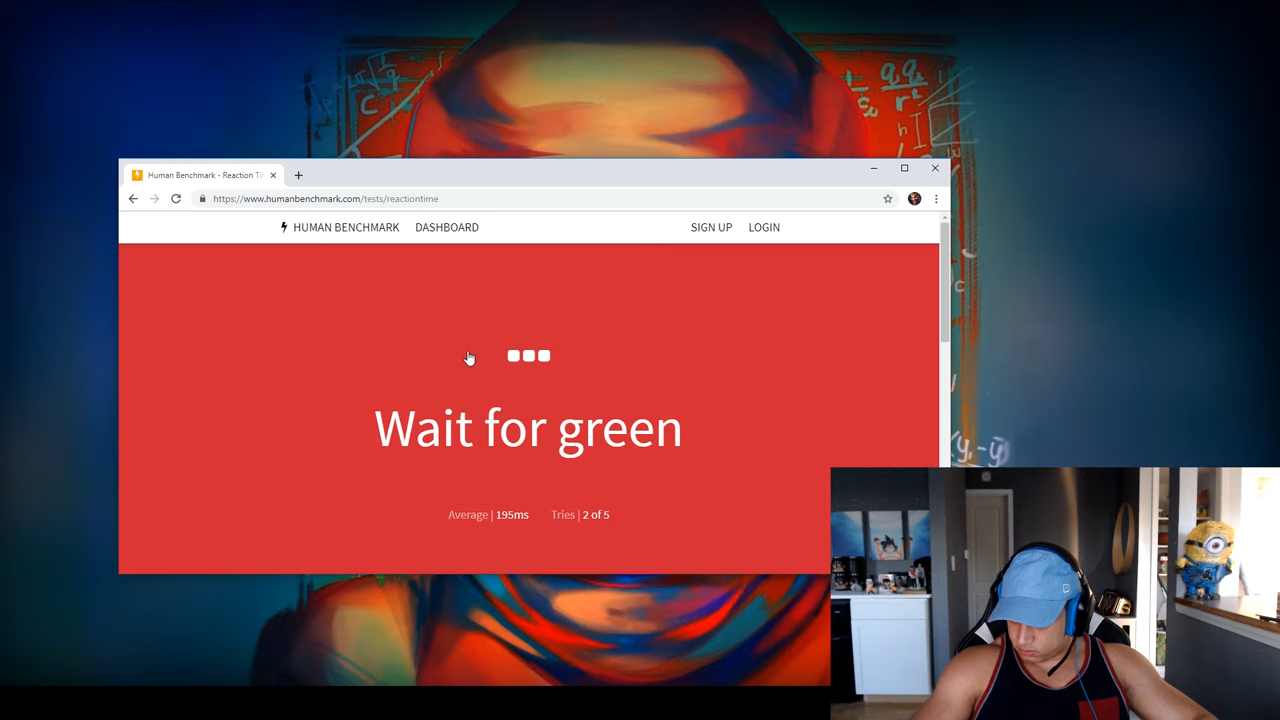 Human Benchmark - Reaction Ti
https://www.humanbenchmark.com/tests/reactiontime
HUMAN BENCHMARK DASHBOARD SIGN UP LOGIN
Wait for green
Average | 195ms Tries | 2 of 5